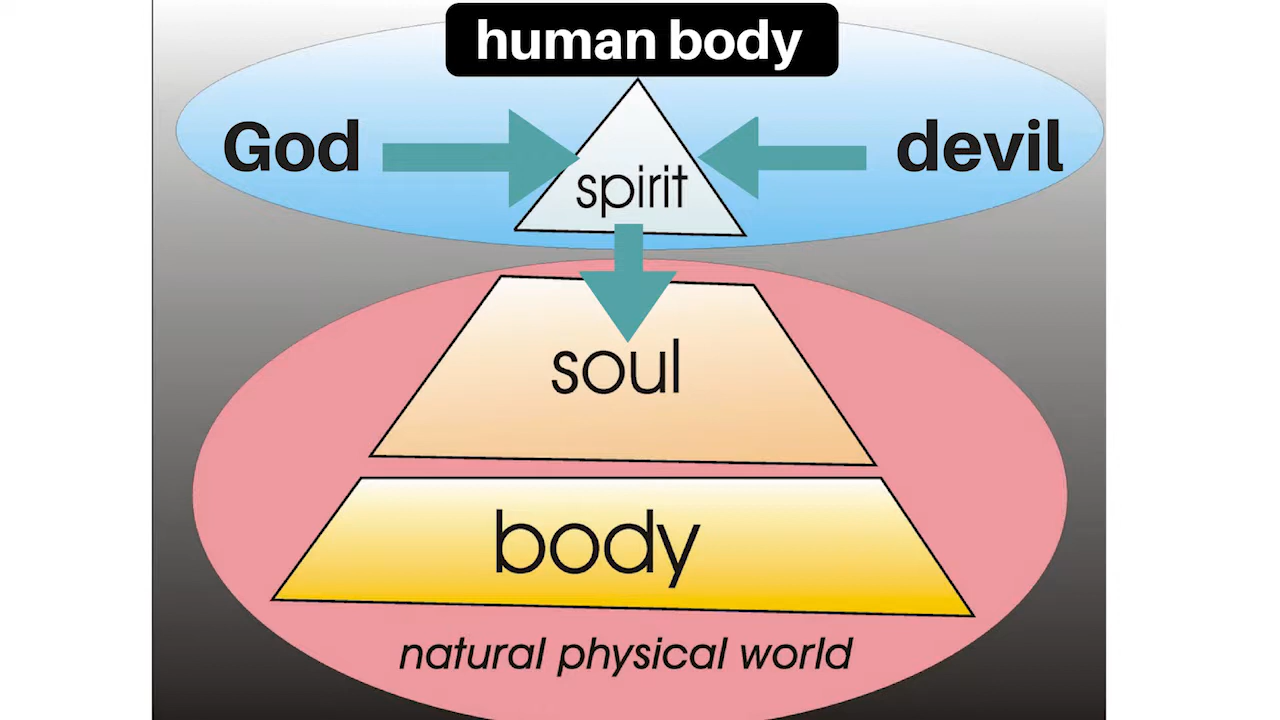 human body
God
devil
spirit
soul
body
natural physical world